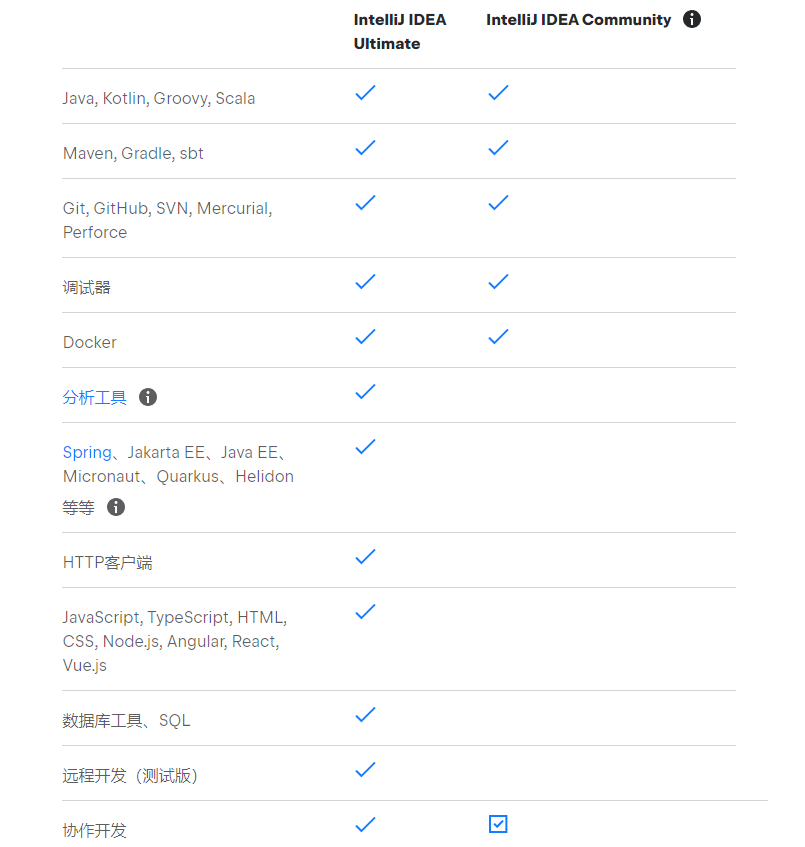 IntelliJ IDEA Ultimate
IntelliJ IDEA Community
Java, Kotlin, Groovy, Scala
Maven, Gradle, sbt
Git, GitHub, SVN, Mercurial,
Perforce
调试器
Docker
分析工具
Spring、Jakarta EE、Java EE、
Micronaut、Quarkus、Helidon
等等
HTTP客户端
JavaScript, TypeScript, HTML,
CSS, Node.js, Angular, React,
Vue.js
数据库工具、SQL
远程开发（测试版）
协作开发